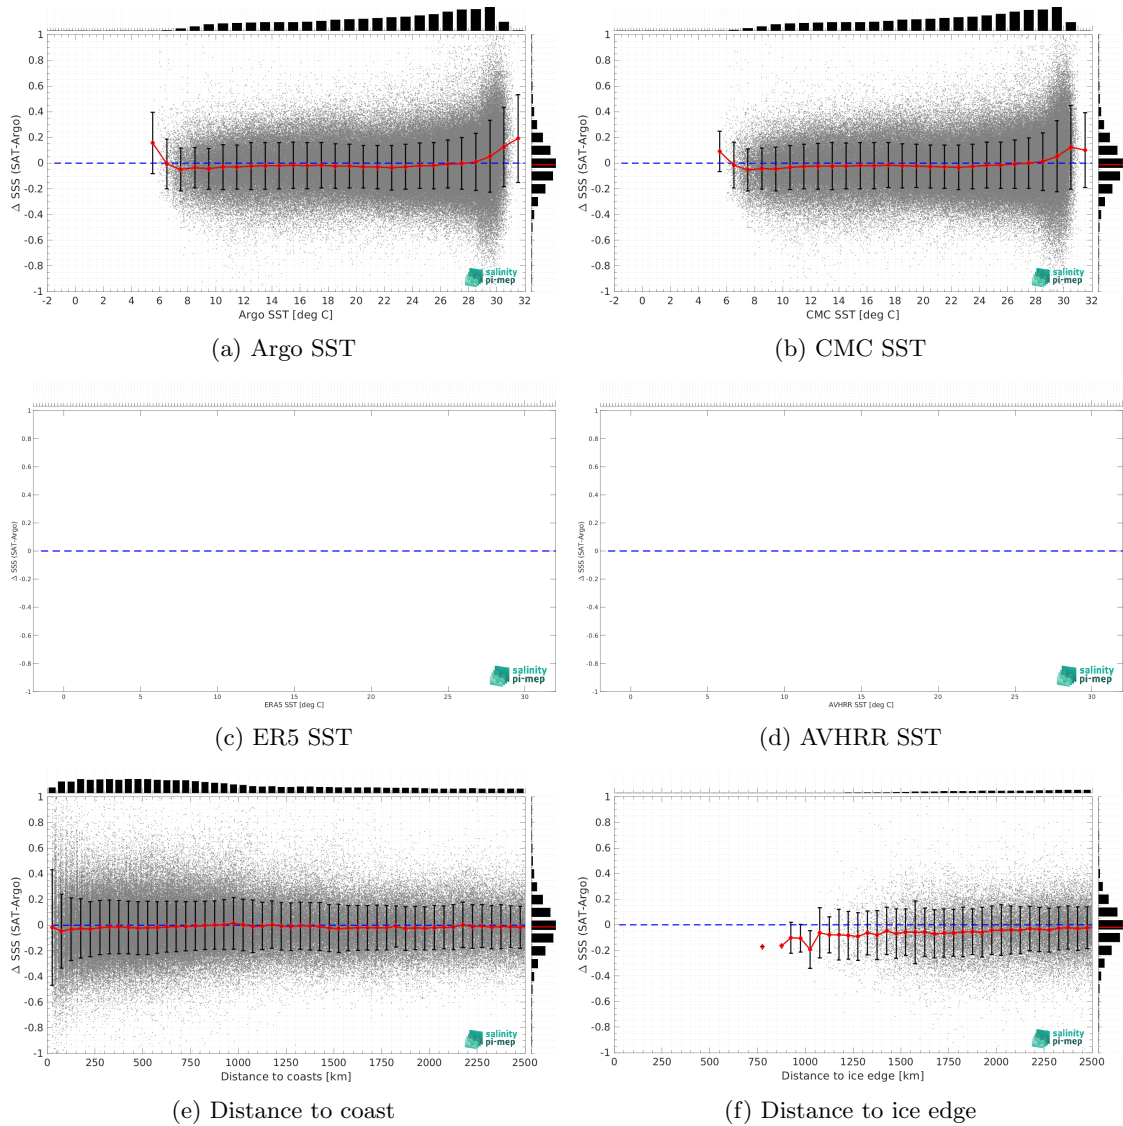 1
0.8
0.6
0.4
0.2
0
-0.2
-0.4
-0.6
-0.8
-1
Δ SSS (SAT-Argo)
salinity
pi-mep
-2 0 2 4 6 8 10 12 14 16 18 20 22 24 26 28 30 32
Argo SST [deg C]
(a) Argo SST
1
0.8
0.6
0.4
0.2
0
-0.2
-0.4
-0.6
-0.8
-1
Δ SSS (SAT-Argo)
salinity
pi-mep
-2 0 2 4 6 8 10 12 14 16 18 20 22 24 26 28 30 32
CMC SST [deg C]
(b) CMC SST
1
0.8
0.6
0.4
0.2
0
-0.2
-0.4
-0.6
-0.8
-1
Δ SSS (SAT-Argo)
salinity
pi-mep
0 5 10 15 20 25 30
ERA5 SST [deg C]
(c) ER5 SST
1
0.8
0.6
0.4
0.2
0
-0.2
-0.4
-0.6
-0.8
-1
Δ SSS (SAT-Argo)
salinity
pi-mep
0 5 10 15 20 25 30
AVHRR SST [deg C]
(d) AVHRR SST
1
0.8
0.6
0.4
0.2
0
-0.2
-0.4
-0.6
-0.8
-1
Δ SSS (SAT-Argo)
salinity
pi-mep
0 250 500 750 1000 1250 1500 1750 2000 2250 2500
Distance to coasts [km]
(e) Distance to coast
1
0.8
0.6
0.4
0.2
0
-0.2
-0.4
-0.6
-0.8
-1
Δ SSS (SAT-Argo)
salinity
pi-mep
0 250 500 750 1000 1250 1500 1750 2000 2250 2500
Distance to ice edge [km]
(f) Distance to ice edge